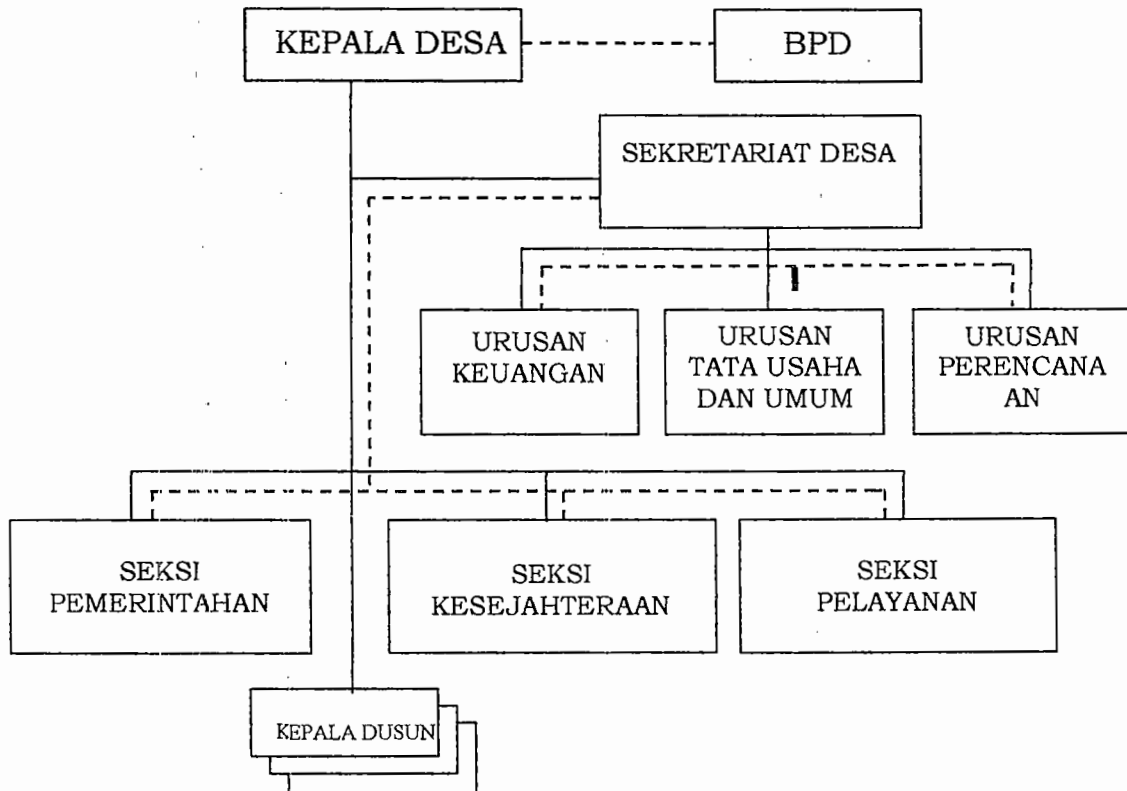 KEPALA DESA
BPD
SEKRETARIAT DESA
URUSAN
KEUANGAN
URUSAN
TATA USAHA
DAN UMUM
URUSAN
PERENCANA
AN
SEKSI
PEMERINTAHAN
SEKSI
KESEJAHTERAAN
SEKSI
PELAYANAN
KEPALA DUSUN